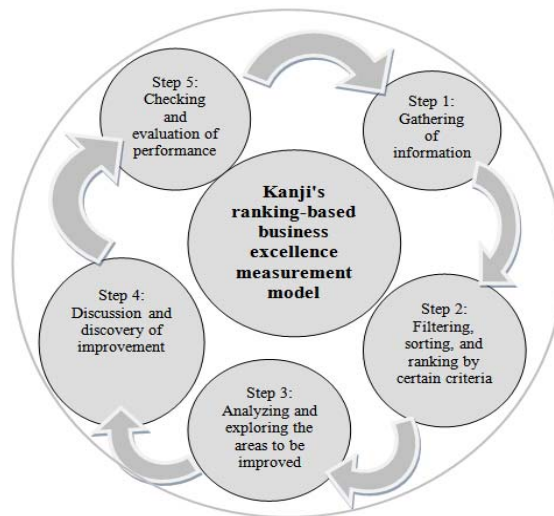 Kanji's
ranking-based
business
excellence
measurement
model
Step 1:
Gathering
of
information
Step 2:
Filtering,
sorting, and
ranking by
certain criteria
Step 3:
Analyzing and
exploring the
areas to be
improved
Step 4:
Discussion and
discovery of
improvement
Step 5:
Checking
and
evaluation of
performance